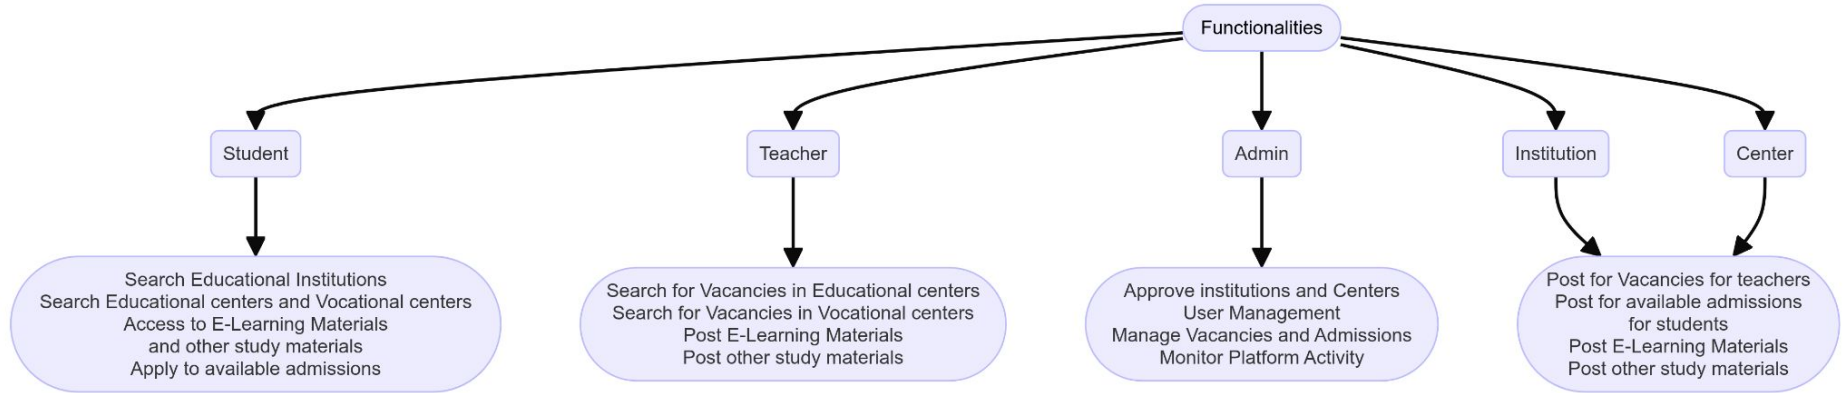 Functionalities
Student
Teacher
Admin
Institution
Center
Search Educational Institutions
Search Educational centers and Vocational centers
Access to E-Learning Materials
and other study materials
Apply to available admissions
Search for Vacancies in Educational centers
Search for Vacancies in Vocational centers
Post E-Learning Materials
Post other study materials
Approve institutions and Centers
User Management
Manage Vacancies and Admissions
Monitor Platform Activity
Post for Vacancies for teachers
Post for available admissions
for students
Post E-Learning Materials
Post other study materials